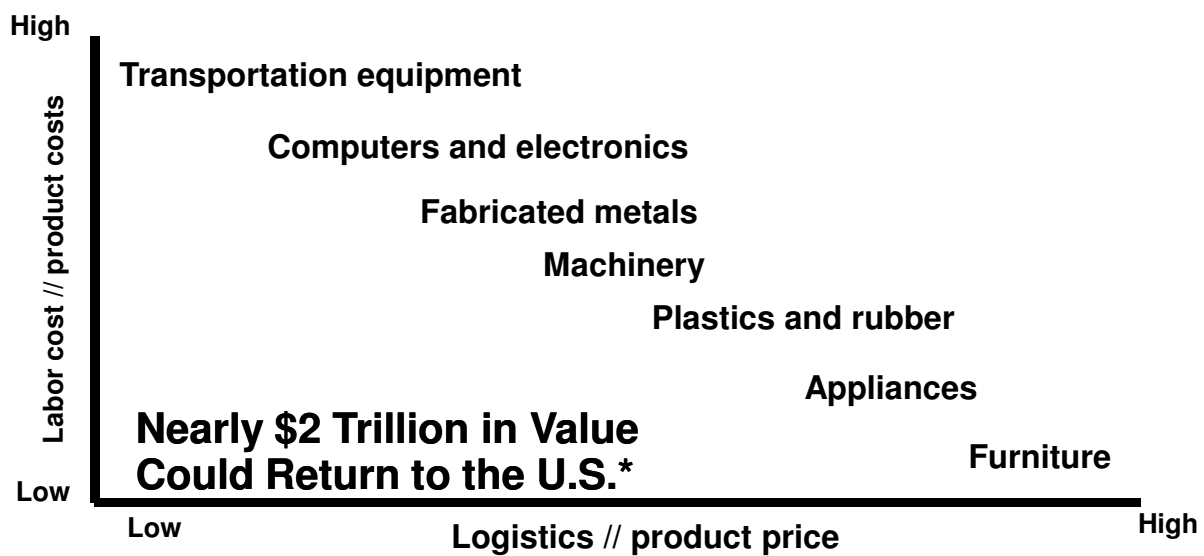 High
Transportation equipment
Computers and electronics
Fabricated metals
Machinery
Plastics and rubber
Appliances
Labor cost // product costs
Nearly $2 Trillion in Value
Could Return to the U.S.*
Furniture
Low
Low
Logistics // product price
High